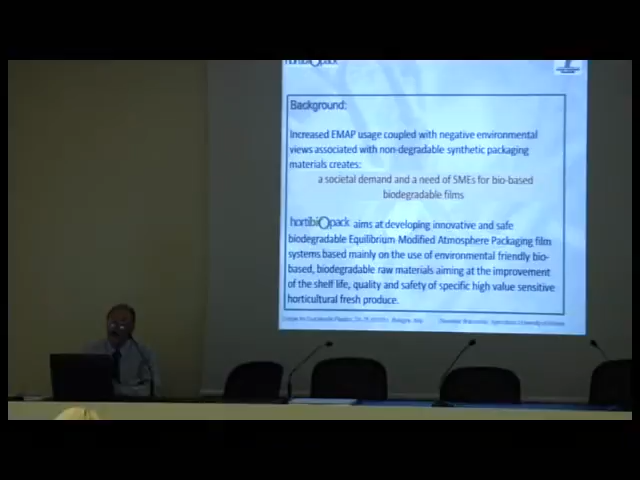 hortibiOpack
Background:
Increased EMAP usage coupled with negative environmental
views associated with non-degradable synthetic packaging
materials creates:
a societal demand and a need of SMEs for bio-based
biodegradable films
hortibiOpack aims at developing innovative and safe
biodegradable Equilibrium Modified Atmosphere Packaging film
systems based mainly on the use of environmental friendly bio-
based, biodegradable raw materials aiming at the improvement
of the shelf life, quality and safety of specific high value sensitive
horticultural fresh produce.